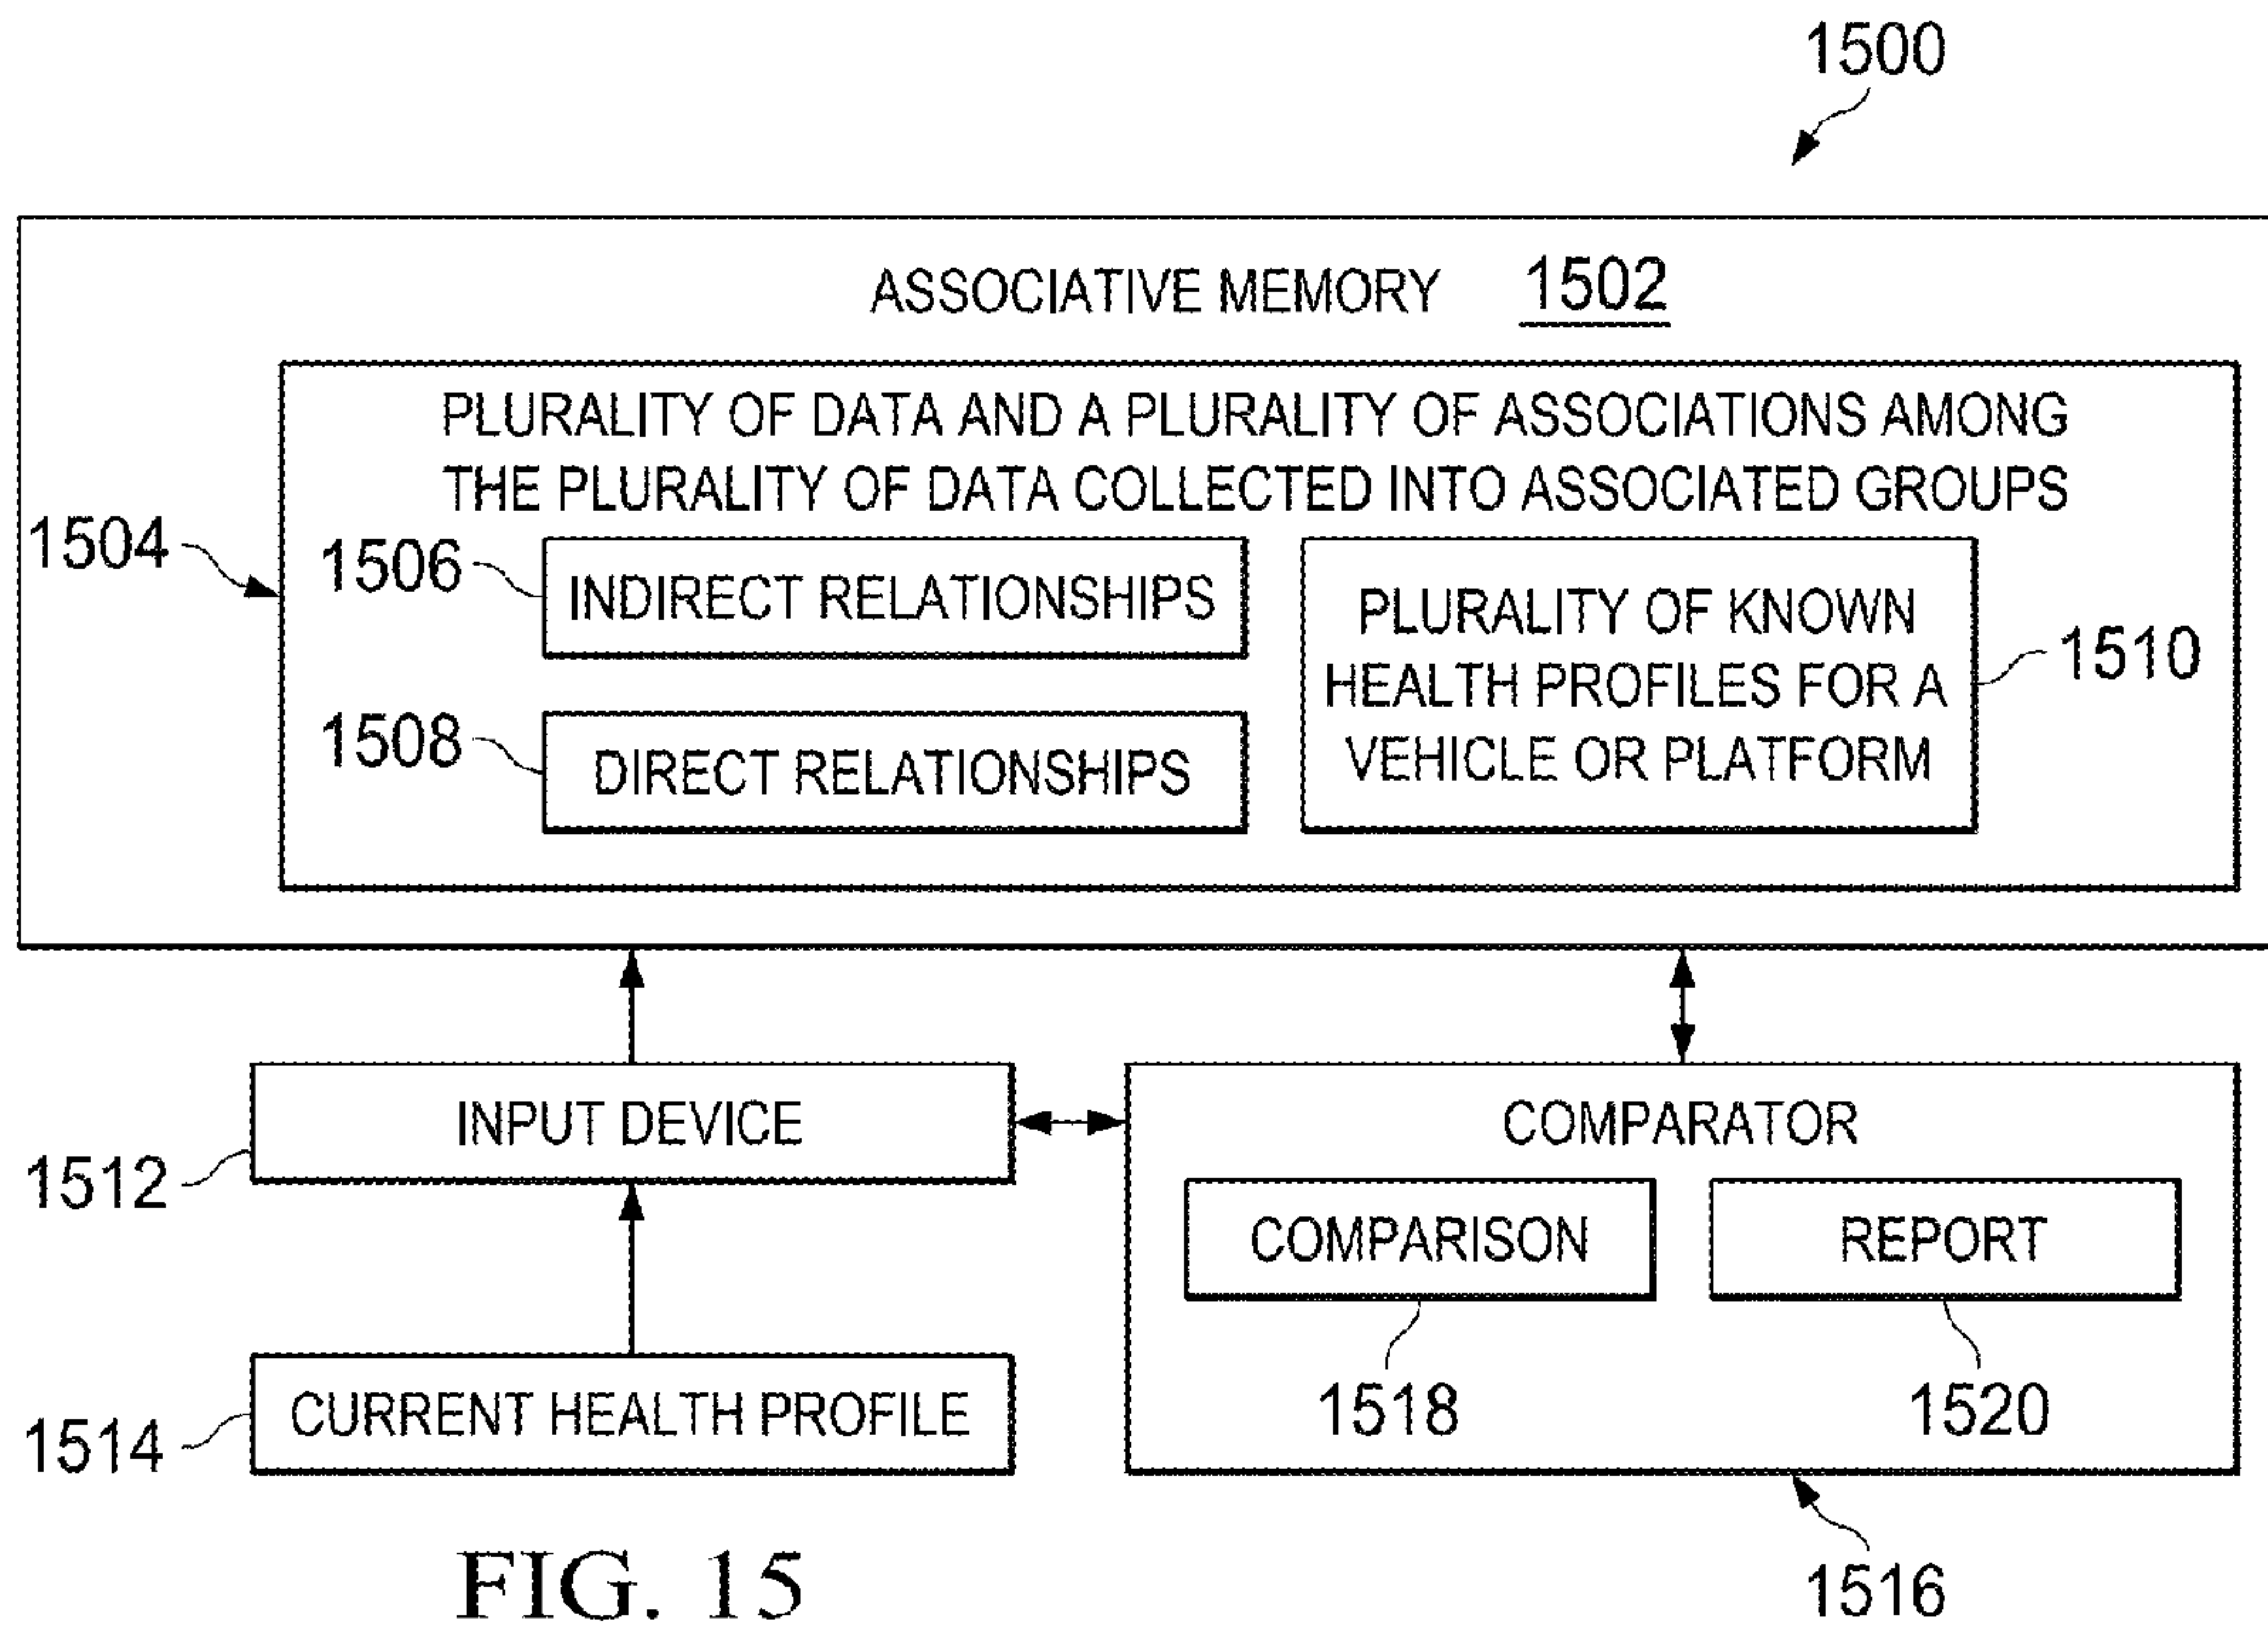 1500
ASSOCIATIVE MEMORY 1502
PLURALITY OF DATA AND A PLURALITY OF ASSOCIATIONS AMONG
THE PLURALITY OF DATA COLLECTED INTO ASSOCIATED GROUPS
1504
1506
INDIRECT RELATIONSHIPS
1508
DIRECT RELATIONSHIPS
PLURALITY OF KNOWN
HEALTH PROFILES FOR A
VEHICLE OR PLATFORM
1510
INPUT DEVICE
1512
CURRENT HEALTH PROFILE
1514
COMPARATOR
COMPARISON
REPORT
1518
1520
1516
FIG. 15